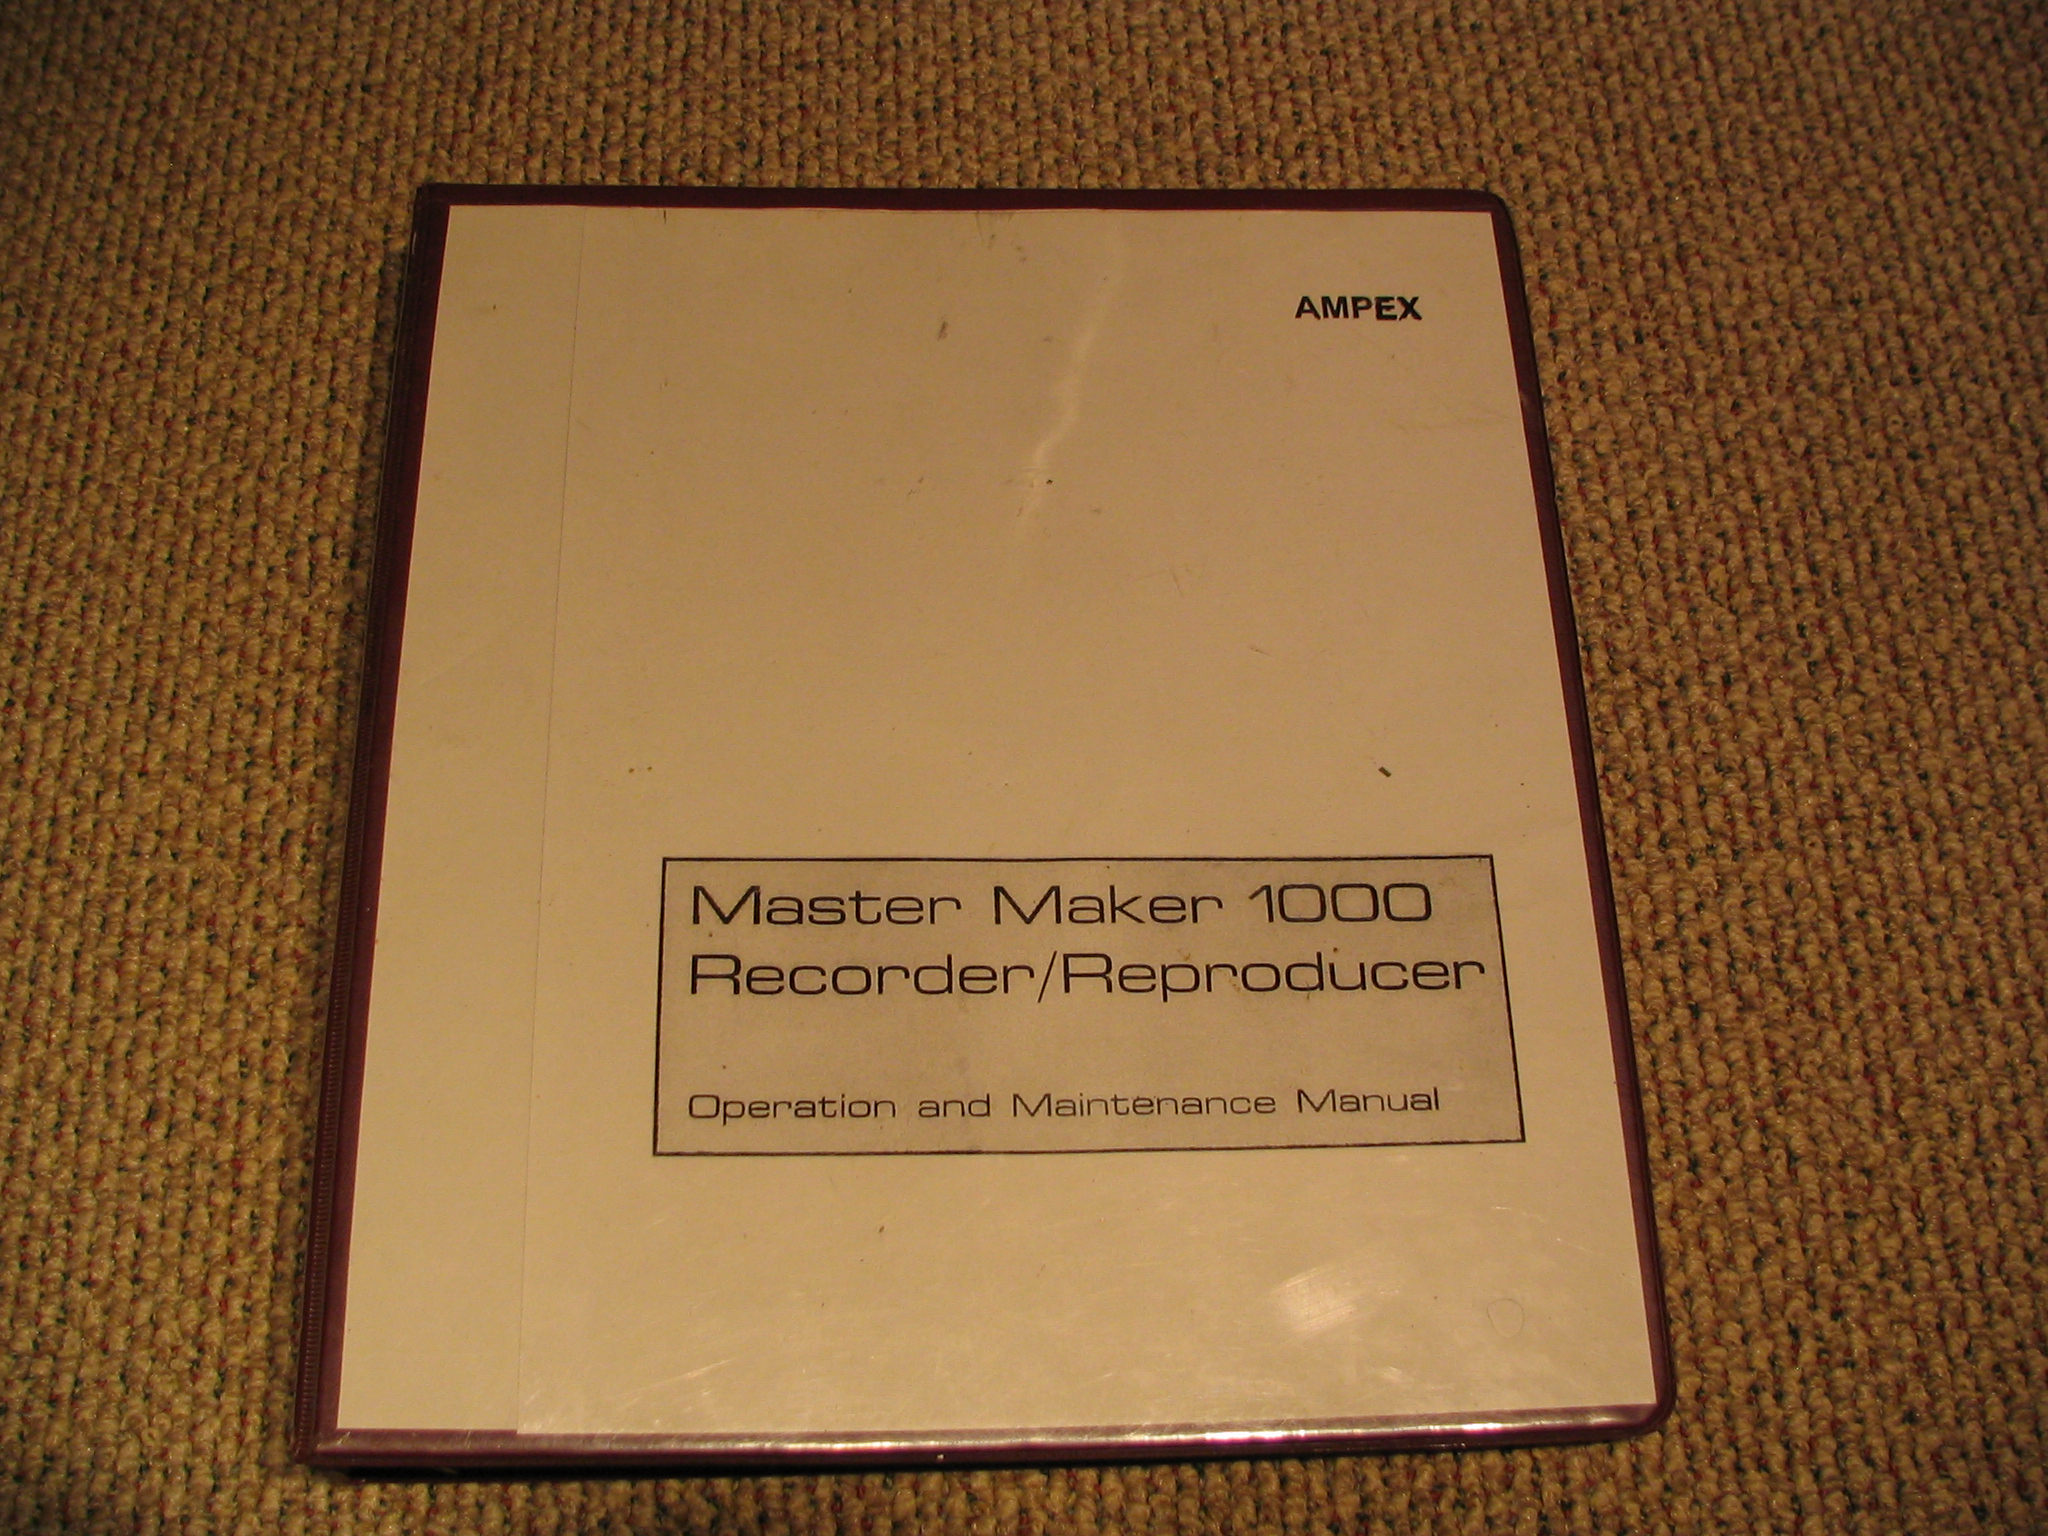 AMPEX
Master Maker 1000
Recorder/Reproducer
Operation and Maintenance Manual